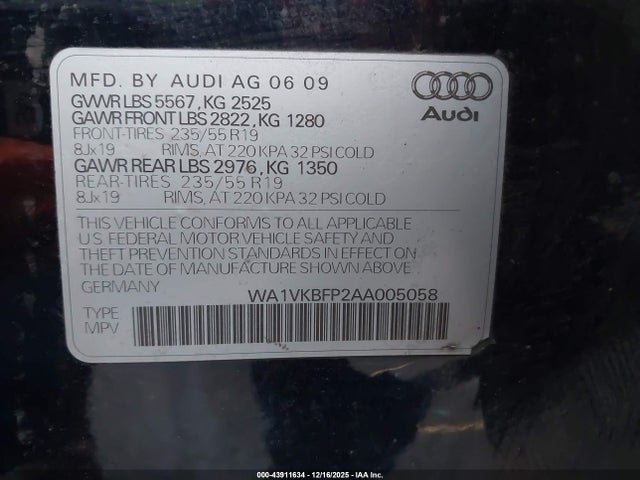 MFD. BY AUDI AG 06 09
GVWR LBS 5567, KG 2525
GAWR FRONT LBS 2822, KG 1280
FRONT-TIRES 235/55 R19
8Jx19 RIMS, AT 220 KPA 32 PSI COLD
GAWR REAR LBS 2976, KG 1350
REAR-TIRES 235/55 R19
8Jx19 RIMS, AT 220 KPA 32 PSI COLD
Audi
THIS VEHICLE CONFORMS TO ALL APPLICABLE
U.S. FEDERAL MOTOR VEHICLE SAFETY AND
THEFT PREVENTION STANDARDS IN EFFECT ON
THE DATE OF MANUFACTURE SHOWN ABOVE.
GERMANY WA1VKBFP2AA005058
TYPE:
MPV
000-43911634 - 12/16/2025 - IAA Inc.